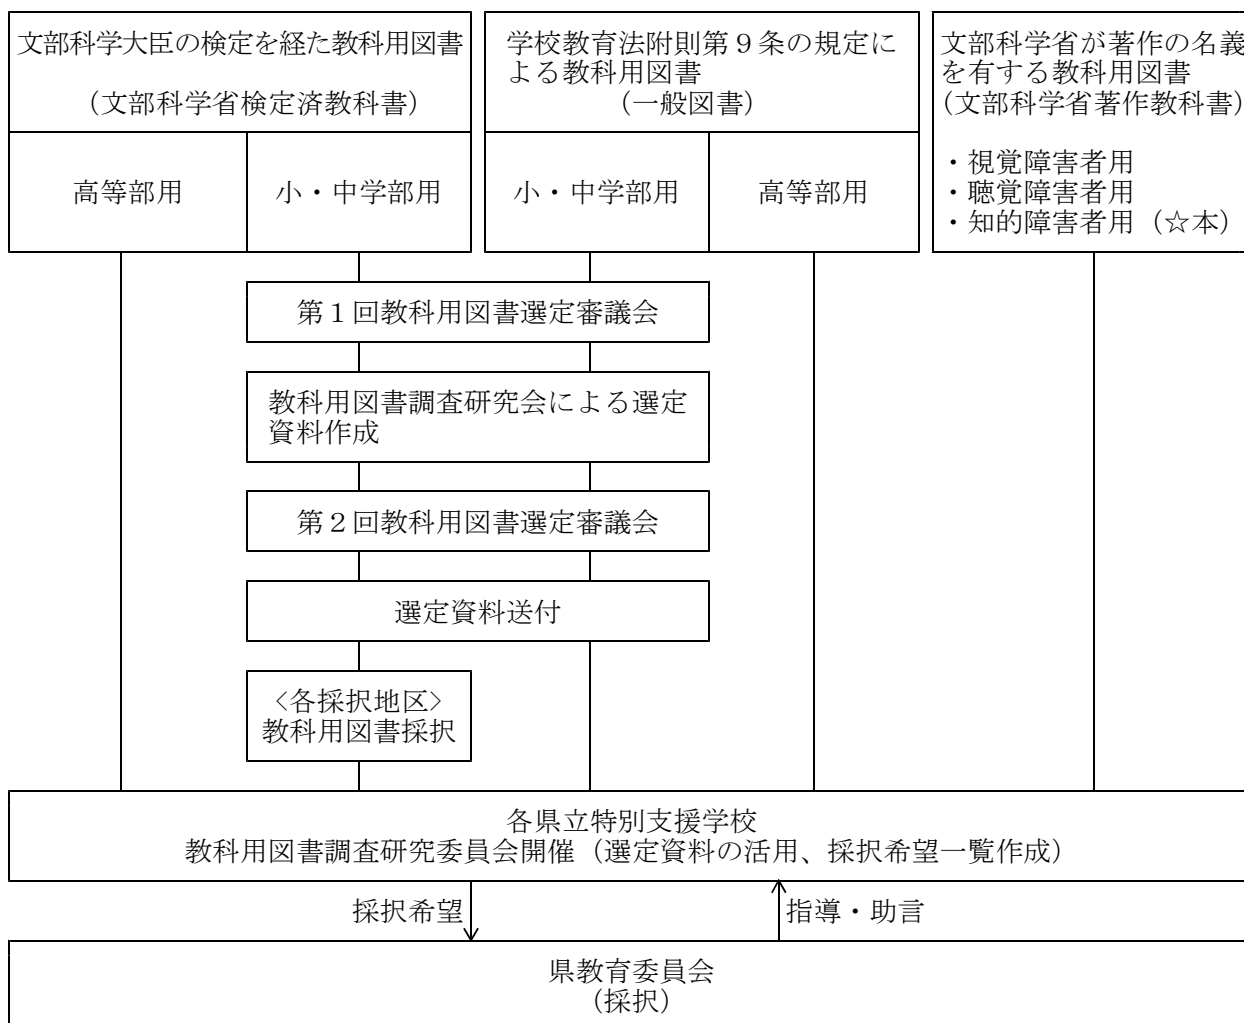 文部科学大臣の検定を経た教科用図書
（文部科学省検定済教科書）
高等部用
小・中学部用
学校教育法附則第９条の規定に
よる教科用図書
（一般図書）
小・中学部用
高等部用
文部科学省が著作の名義
を有する教科用図書
（文部科学省著作教科書）
・視覚障害者用
・聴覚障害者用
・知的障害者用（☆本）
第１回教科用図書選定審議会
教科用図書調査研究会による選定
資料作成
第２回教科用図書選定審議会
選定資料送付
＜各採択地区＞
教科用図書採択
各県立特別支援学校
教科用図書調査研究委員会開催（選定資料の活用、採択希望一覧作成）
採択希望
指導・助言
県教育委員会
（採択）